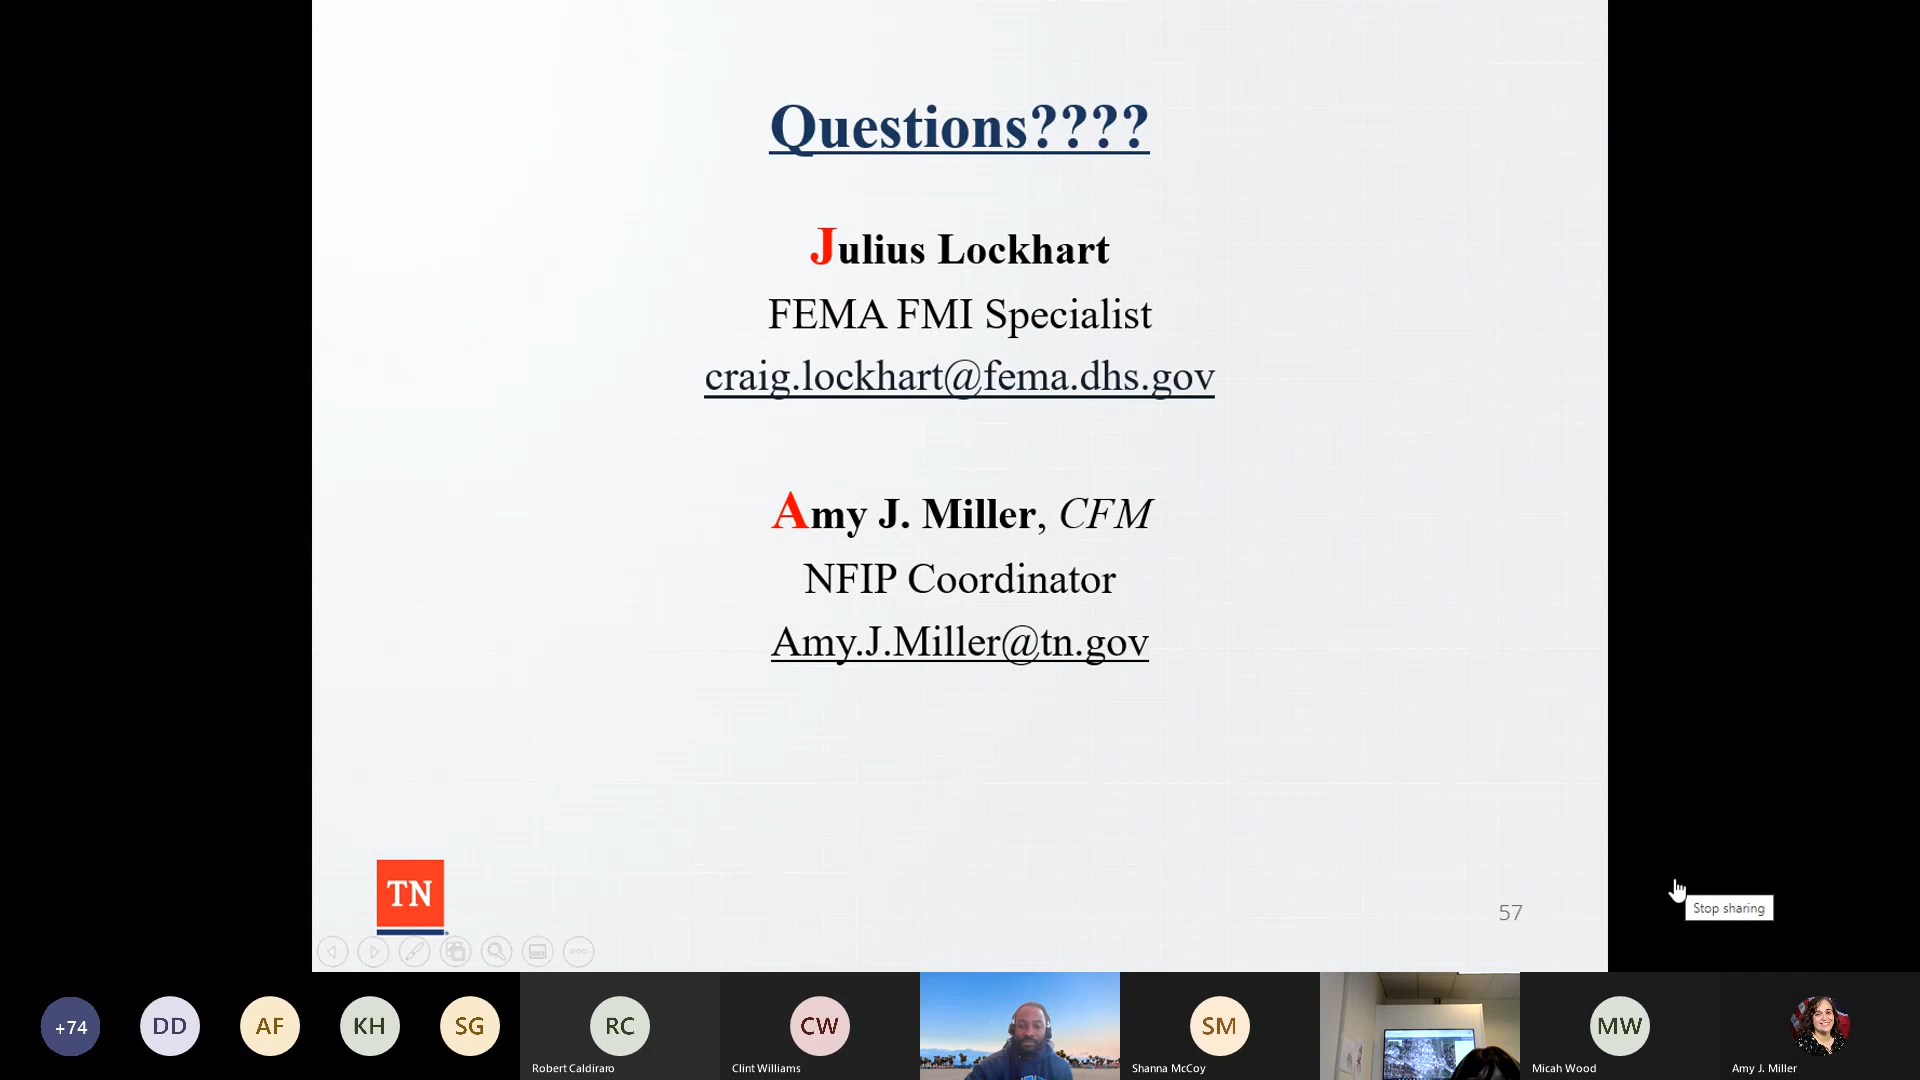 Questions????
Julius Lockhart
FEMA FMI Specialist
craig.lockhart@fema.dhs.gov
Amy J. Miller, CFM
NFIP Coordinator
Amy.J.Miller@tn.gov
TN
57
Stop sharing
+74
DD
AF
KH
SG
RC
Robert Caldiraro
CW
Clint Williams
SM
Shanna McCoy
MW
Micah Wood
Amy J. Miller